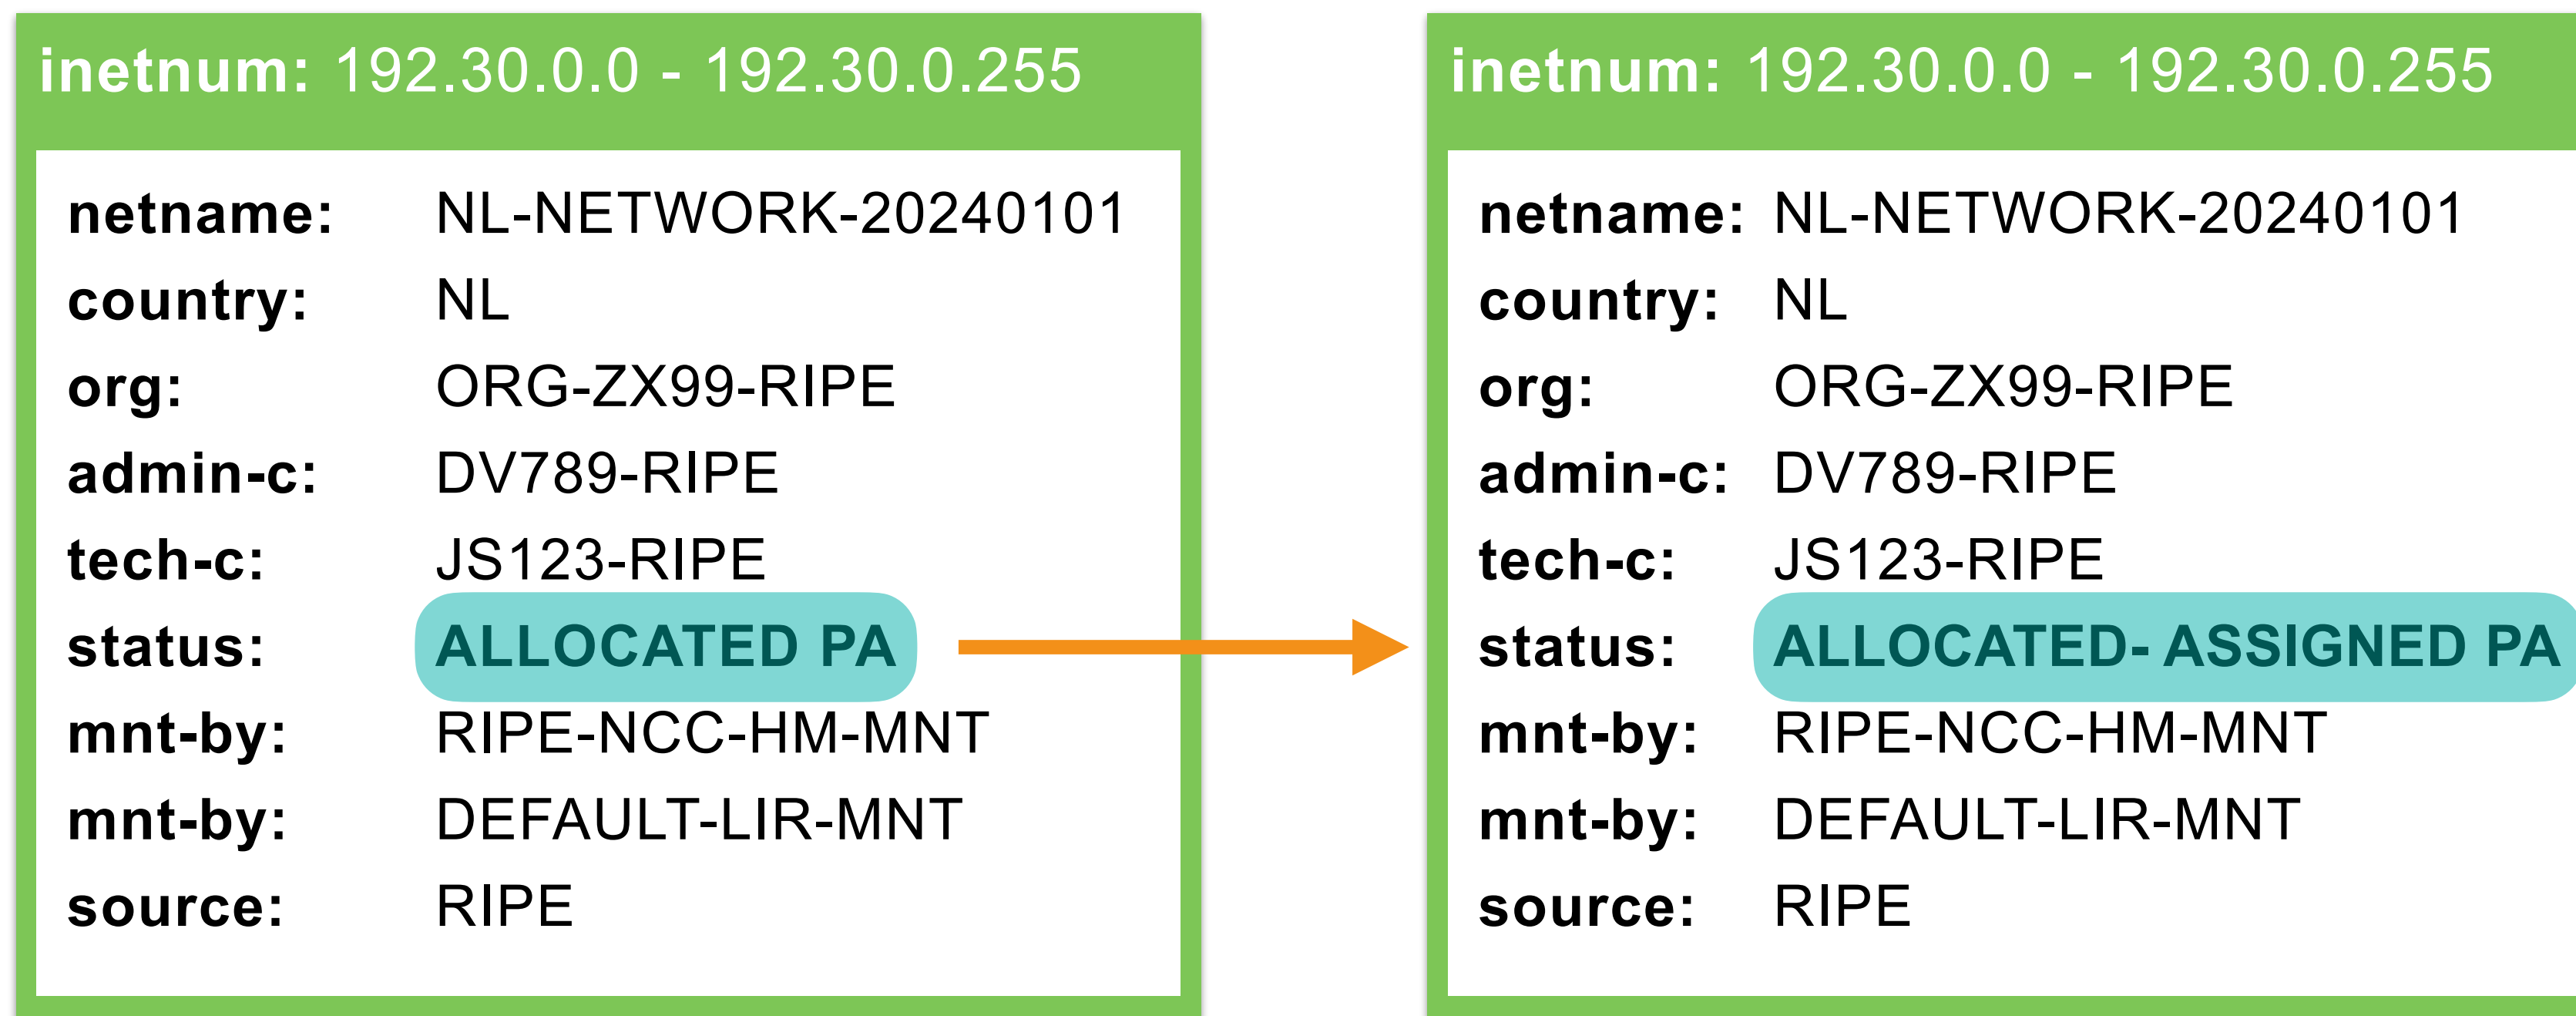 inetnum: 192.30.0.0 - 192.30.0.255
netname: NL-NETWORK-20240101
country: NL
org: ORG-ZX99-RIPE
admin-c: DV789-RIPE
tech-c: JS123-RIPE
status: ALLOCATED PA
mnt-by: RIPE-NCC-HM-MNT
mnt-by: DEFAULT-LIR-MNT
source: RIPE
inetnum: 192.30.0.0 - 192.30.0.255
netname: NL-NETWORK-20240101
country: NL
org: ORG-ZX99-RIPE
admin-c: DV789-RIPE
tech-c: JS123-RIPE
status: ALLOCATED- ASSIGNED PA
mnt-by: RIPE-NCC-HM-MNT
mnt-by: DEFAULT-LIR-MNT
source: RIPE